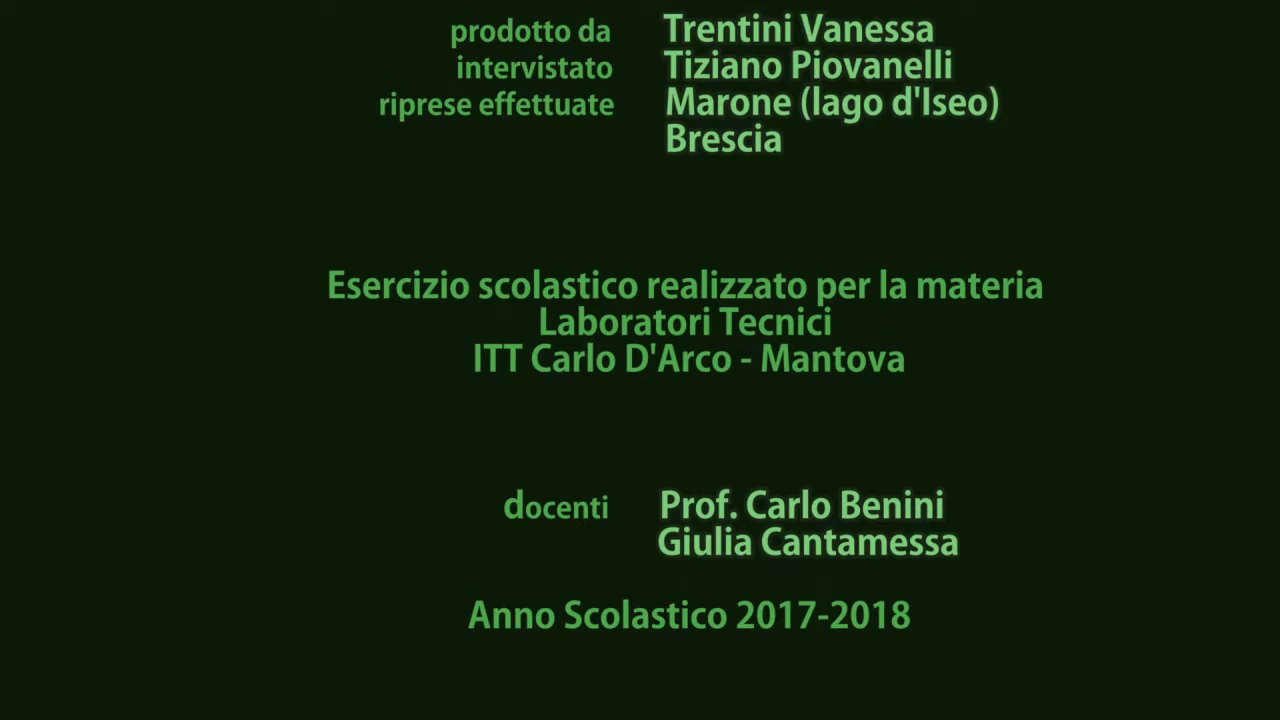 prodotto da Trentini Vanessa
intervistato Tiziano Piovanelli
riprese effettuate Marone (lago d'Iseo)
Brescia
Esercizio scolastico realizzato per la materia
Laboratori Tecnici
ITT Carlo D'Arco - Mantova
docenti Prof. Carlo Benini
Giulia Cantamessa
Anno Scolastico 2017-2018